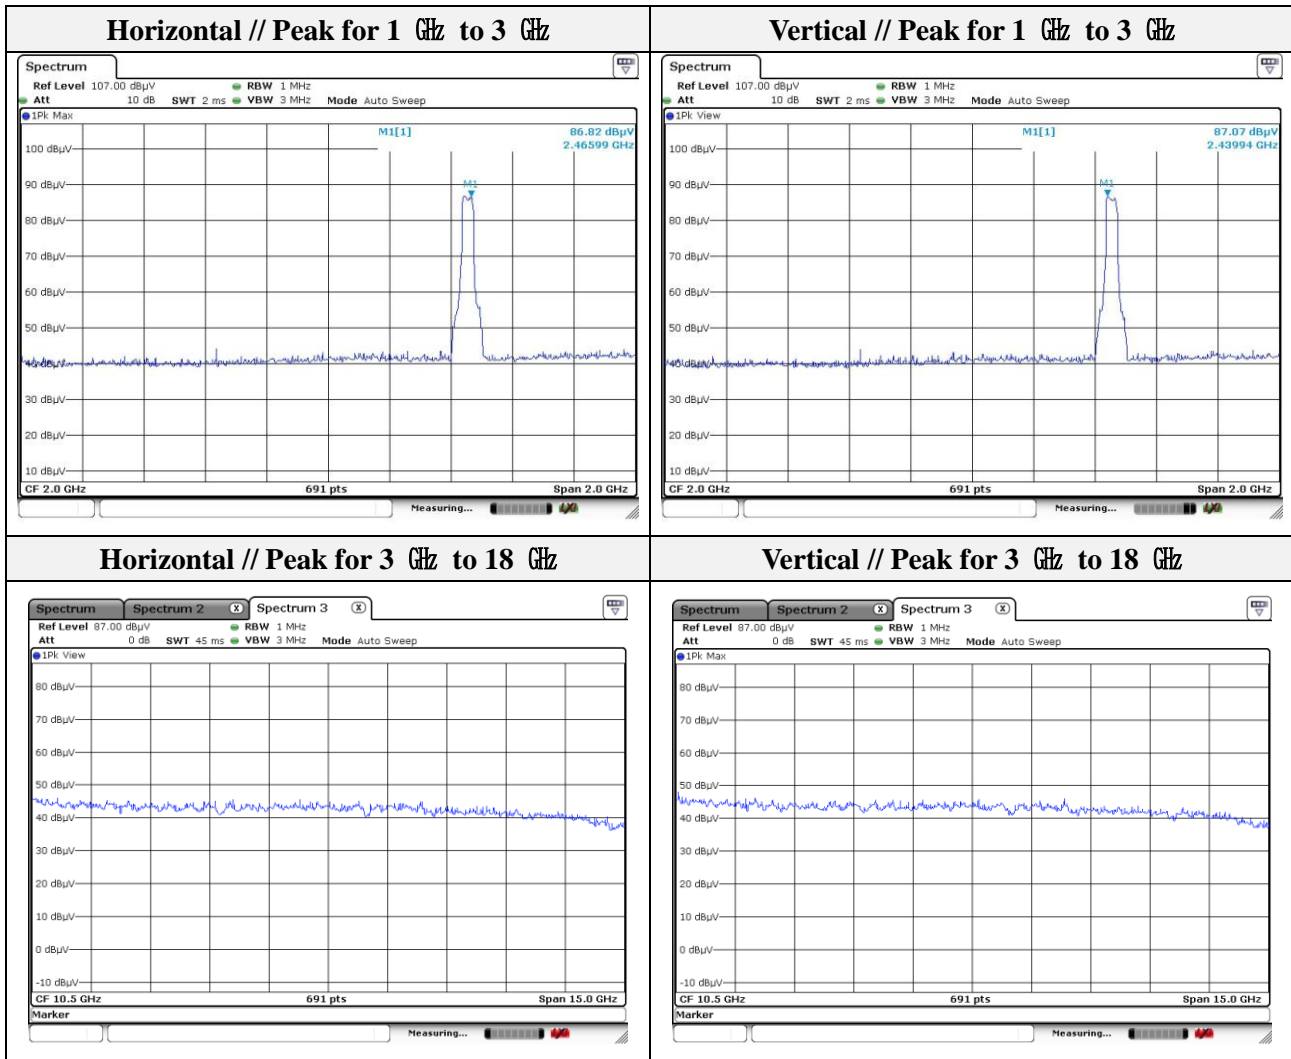 Horizontal // Peak for 1 ㎓ to 3 ㎓
Vertical // Peak for 1 ㎓ to 3 ㎓
Spectrum
Ref Level 107.00 dBµV RBW 1 MHz
Att 10 dB SWT 2 ms VBW 3 MHz Mode Auto Sweep
1Pk Max
M1[1] 86.82 dBµV
2.46599 GHz
100 dBµV
M1
90 dBµV
80 dBµV
70 dBµV
60 dBµV
50 dBµV
40 dBµV
30 dBµV
20 dBµV
10 dBµV
CF 2.0 GHz 691 pts Span 2.0 GHz
Measuring...
Spectrum
Ref Level 107.00 dBµV RBW 1 MHz
Att 10 dB SWT 2 ms VBW 3 MHz Mode Auto Sweep
1Pk View
M1[1] 87.07 dBµV
2.43994 GHz
100 dBµV
M1
90 dBµV
80 dBµV
70 dBµV
60 dBµV
50 dBµV
40 dBµV
30 dBµV
20 dBµV
10 dBµV
CF 2.0 GHz 691 pts Span 2.0 GHz
Measuring...
Horizontal // Peak for 3 ㎓ to 18 ㎓
Vertical // Peak for 3 ㎓ to 18 ㎓
Spectrum Spectrum 2 X Spectrum 3 X
Ref Level 87.00 dBµV RBW 1 MHz
Att 0 dB SWT 45 ms VBW 3 MHz Mode Auto Sweep
1Pk View
80 dBµV
70 dBµV
60 dBµV
50 dBµV
40 dBµV
30 dBµV
20 dBµV
10 dBµV
0 dBµV
-10 dBµV
CF 10.5 GHz 691 pts Span 15.0 GHz
Marker
Measuring...
Spectrum Spectrum 2 X Spectrum 3 X
Ref Level 87.00 dBµV RBW 1 MHz
Att 0 dB SWT 45 ms VBW 3 MHz Mode Auto Sweep
1Pk Max
80 dBµV
70 dBµV
60 dBµV
50 dBµV
40 dBµV
30 dBµV
20 dBµV
10 dBµV
0 dBµV
-10 dBµV
CF 10.5 GHz 691 pts Span 15.0 GHz
Marker
Measuring...